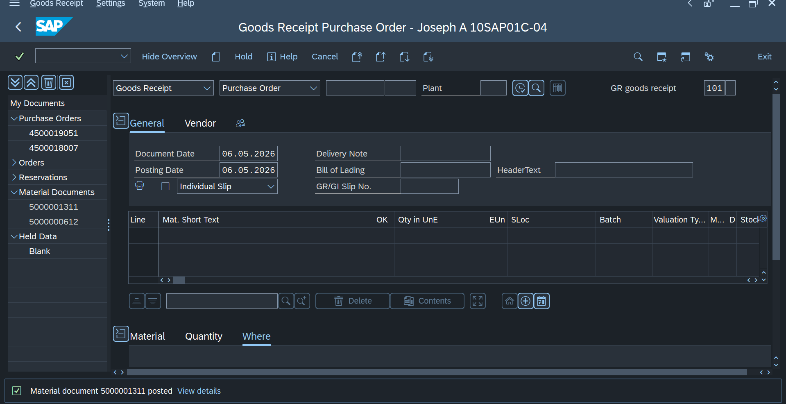 Goods Receipt Settings System Help
SAP Goods Receipt Purchase Order - Joseph A 10SAP01C-04
Hide Overview Hold Help Cancel Exit
Goods Receipt Purchase Order Plant GR goods receipt 101
My Documents
Purchase Orders
4500019051
4500018007
Orders
Reservations
Material Documents
5000001311
5000000612
Held Data
Blank
General Vendor
Document Date 06.05.2026 Delivery Note
Posting Date 06.05.2026 Bill of Lading HeaderText
Individual Slip GR/GI Slip No.
Line Mat. Short Text OK Qty in UnE EUn SLoc Batch Valuation Ty... M... D Stock
Delete Contents
Material Quantity Where
Material document 5000001311 posted View details